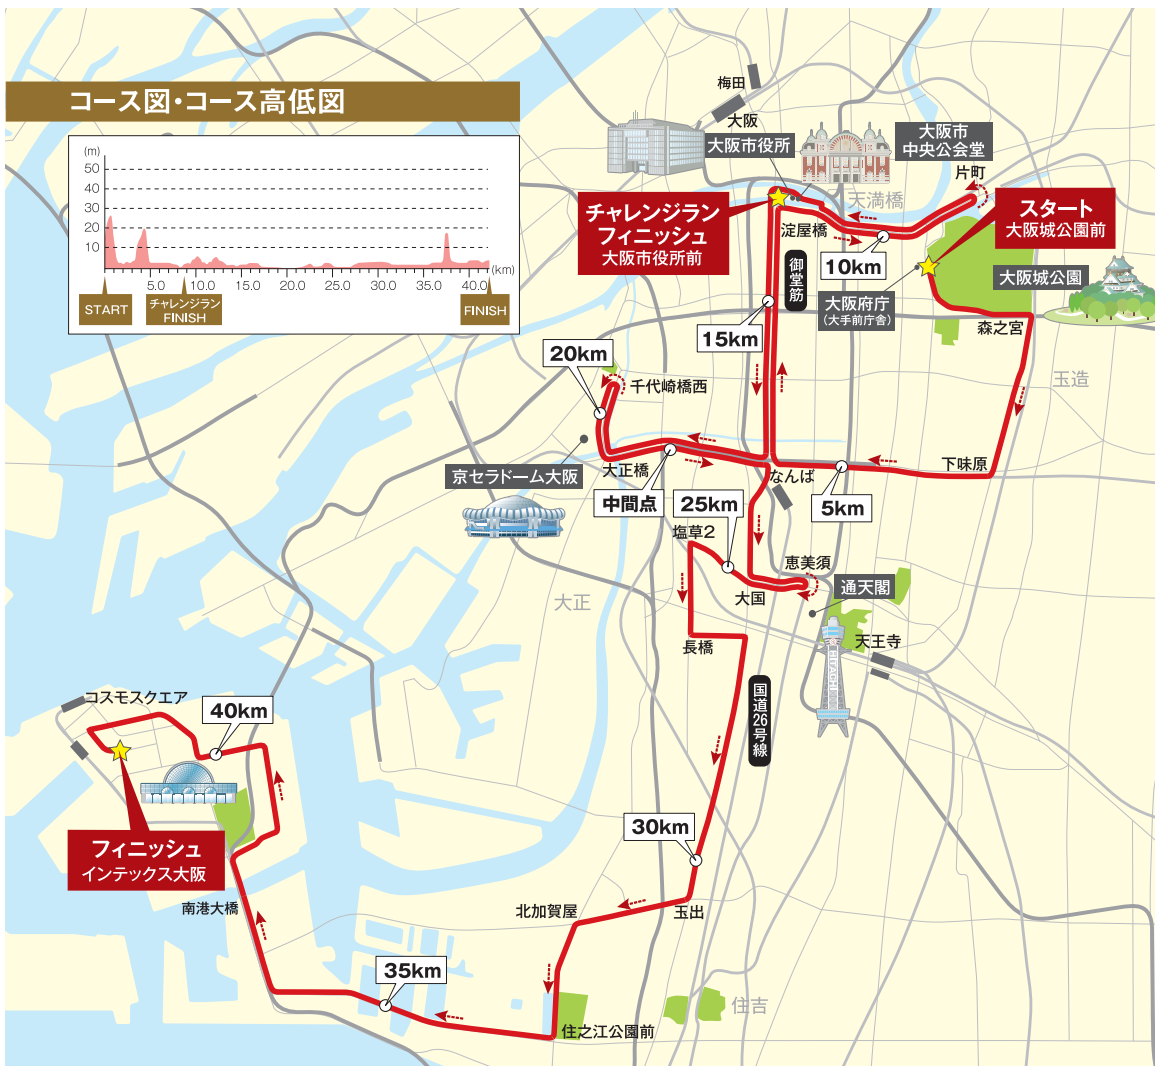 コース図・コース高低図
(m)
50
40
30
20
10
5.0
10.0
15.0
20.0
25.0
30.0
35.0
40.0
(km)
START
チャレンジラン
FINISH
FINISH
梅田
大阪
大阪市役所
大阪市
中央公会堂
片町
天満橋
チャレンジラン
フィニッシュ
大阪市役所前
スタート
大阪城公園前
淀屋橋
10km
御堂筋
大阪城公園
大阪府庁
(大手前庁舎)
森之宮
15km
20km
千代崎橋西
玉造
大正橋
下味原
京セラドーム大阪
なんば
中間点
25km
5km
塩草2
恵美須
大正
大国
通天閣
長橋
天王寺
HITACHI
国道26号線
コスモスクエア
40km
30km
フィニッシュ
インテックス大阪
南港大橋
北加賀屋
玉出
35km
住吉
住之江公園前